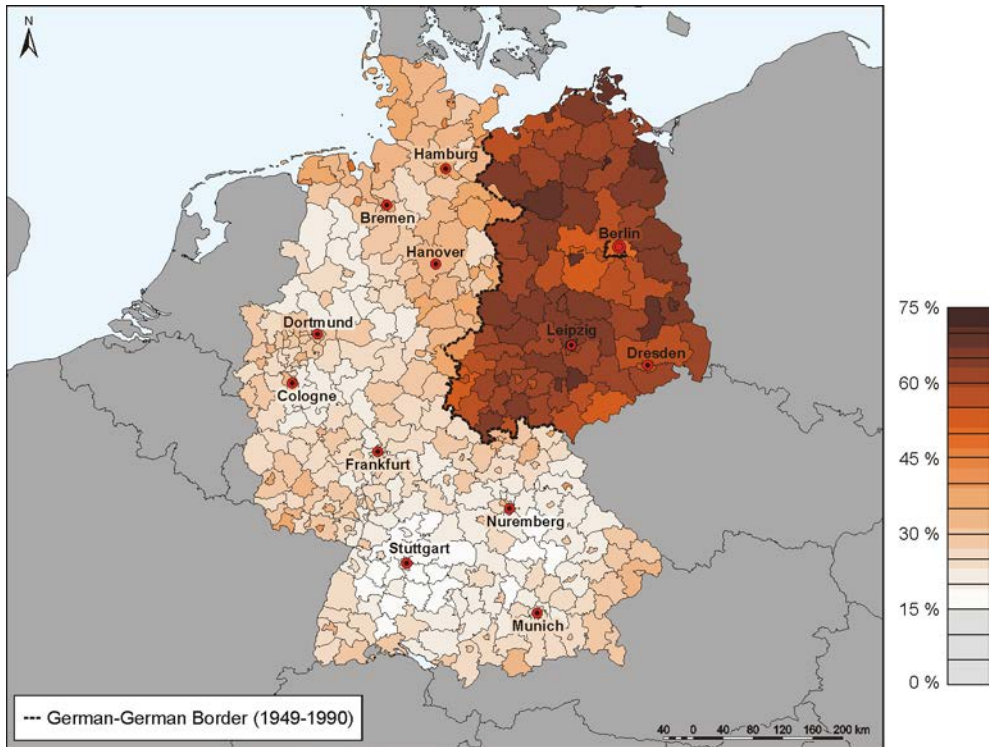 N
Hamburg
Bremen
Berlin
Hanover
Dortmund
Leipzig
Dresden
Cologne
Frankfurt
Nuremberg
Stuttgart
Munich
75 %
60 %
45 %
30 %
15 %
0 %
German-German Border (1949-1990)
40 0 40 80 120 160 200 km